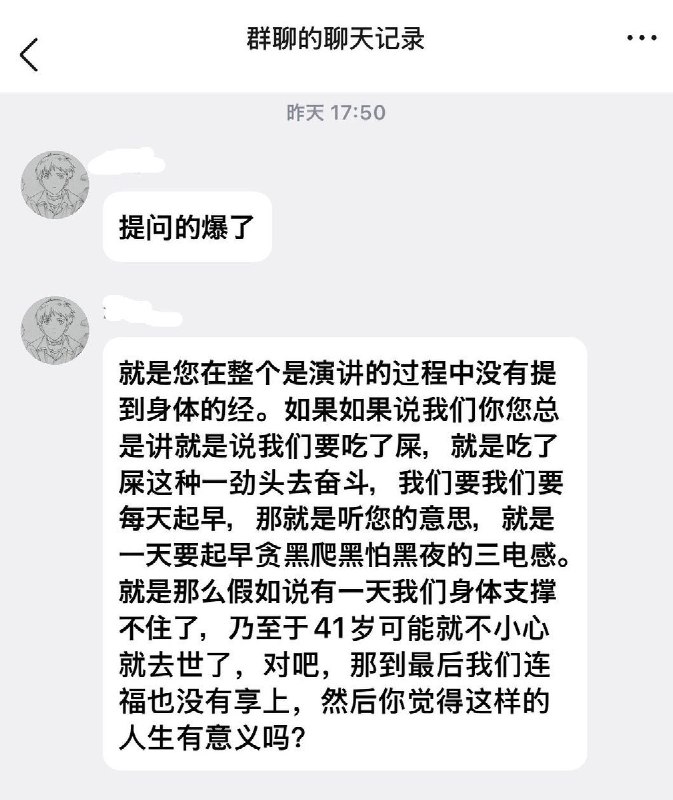 群聊的聊天记录
昨天 17:50
提问的爆了
就是您在整个是演讲的过程中没有提
到身体的经。如果如果说我们你您总
是讲就是说我们要吃了屎，就是吃了
屎这种一劲头去奋斗，我们要我们要
每天起早，那就是听您的意思，就是
一天要起早贪黑爬黑怕黑夜的三电感。
就是那么假如说有一天我们身体支撑
不住了，乃至于41岁可能就不小心
就去世了，对吧，那到最后我们连
福也没有享上，然后你觉得这样的
人生有意义吗？